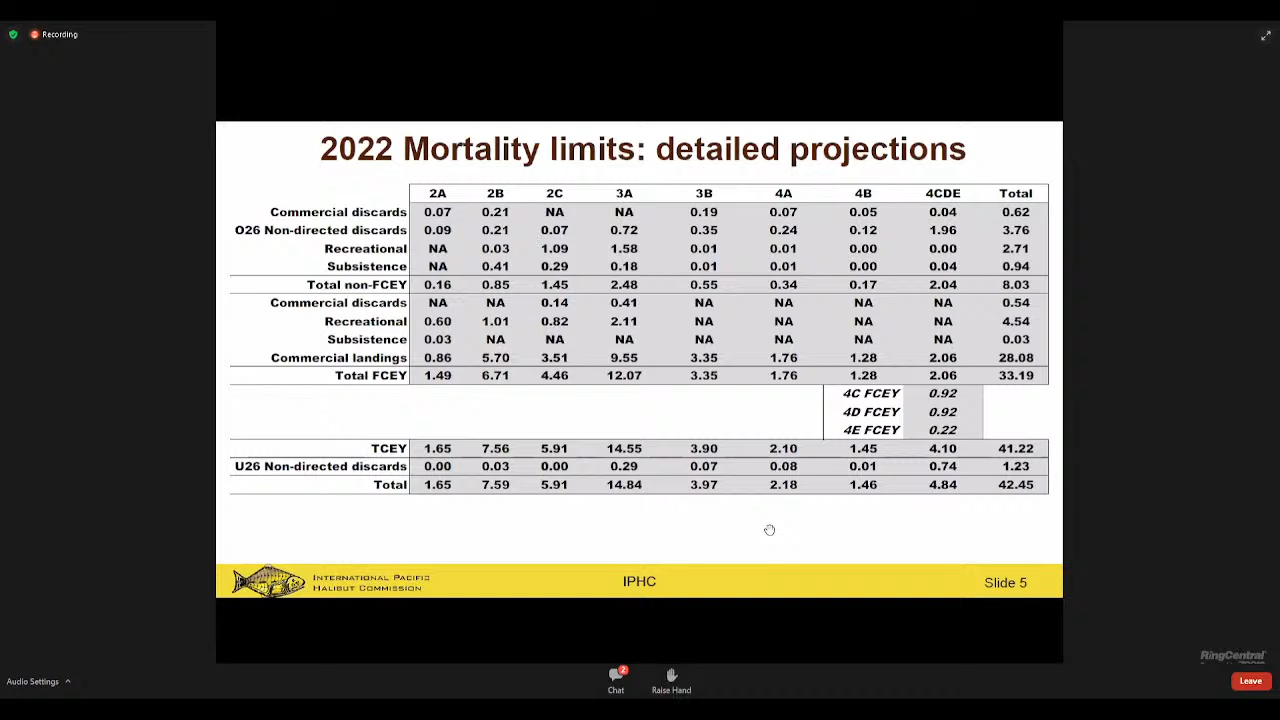 Recording
2022 Mortality limits: detailed projections
2A 2B 2C 3A 3B 4A 4B 4CDE Total
Commercial discards 0.07 0.21 NA NA 0.19 0.07 0.05 0.04 0.62
O26 Non-directed discards 0.09 0.21 0.07 0.72 0.35 0.24 0.12 1.96 3.76
Recreational NA 0.03 1.09 1.58 0.01 0.01 0.00 0.00 2.71
Subsistence NA 0.41 0.29 0.18 0.01 0.01 0.00 0.04 0.94
Total non-FCEY 0.16 0.85 1.45 2.48 0.55 0.34 0.17 2.04 8.03
Commercial discards NA NA 0.14 0.41 NA NA NA NA 0.54
Recreational 0.60 1.01 0.82 2.11 NA NA NA NA 4.54
Subsistence 0.03 NA NA NA NA NA NA NA 0.03
Commercial landings 0.86 5.70 3.51 9.55 3.35 1.76 1.28 2.06 28.08
Total FCEY 1.49 6.71 4.46 12.07 3.35 1.76 1.28 2.06 33.19
4C FCEY 0.92
4D FCEY 0.92
4E FCEY 0.22
TCEY 1.65 7.56 5.91 14.55 3.90 2.10 1.45 4.10 41.22
U26 Non-directed discards 0.00 0.03 0.00 0.29 0.07 0.08 0.01 0.74 1.23
Total 1.65 7.59 5.91 14.84 3.97 2.18 1.46 4.84 42.45
International Pacific
Halibut Commission
IPHC
Slide 5
RingCentral
Audio Settings
2
Chat
Raise Hand
Leave